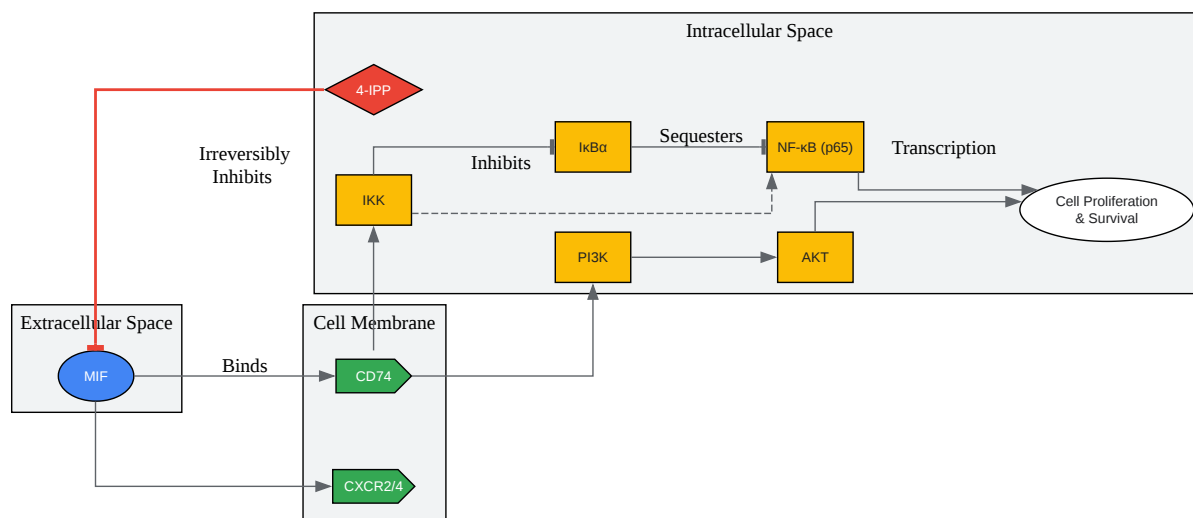 Intracellular Space
4-IPP
Irreversibly
Inhibits
IκBα
Sequesters
NF-κB (p65)
Transcription
Inhibits
IKK
Cell Proliferation
& Survival
PI3K
AKT
Extracellular Space
Cell Membrane
MIF
Binds
CD74
CXCR2/4